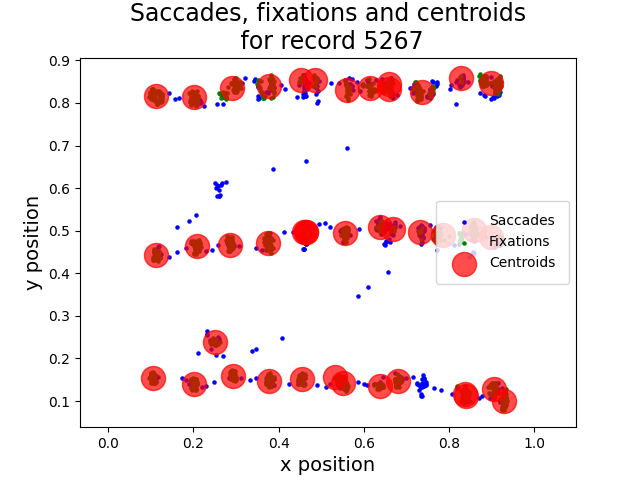 Saccades, fixations and centroids
for record 5267
0.9
0.8
0.7
0.6
0.5
0.4
0.3
0.2
0.1
y position
Saccades
Fixations
Centroids
0.0 0.2 0.4 0.6 0.8 1.0
x position